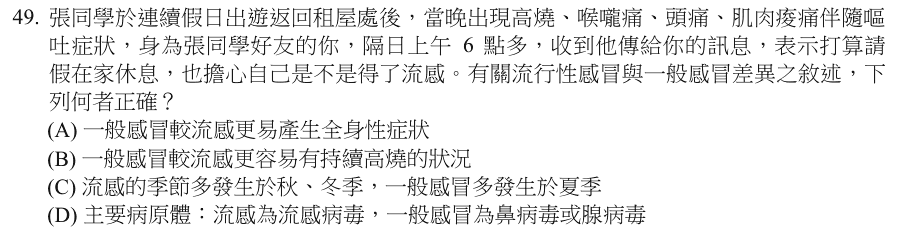 49. 張同學於連續假日出遊返回租屋處後，當晚出現高燒、喉嚨痛、頭痛、肌肉痠痛伴隨嘔
吐症狀，身為張同學好友的你，隔日上午 6 點多，收到他傳給你的訊息，表示打算請
假在家休息，也擔心自己是不是得了流感。有關流行性感冒與一般感冒差異之敘述，下
列何者正確？
(A) 一般感冒較流感更易產生全身性症狀
(B) 一般感冒較流感更容易有持續高燒的狀況
(C) 流感的季節多發生於秋、冬季，一般感冒多發生於夏季
(D) 主要病原體：流感為流感病毒，一般感冒為鼻病毒或腺病毒